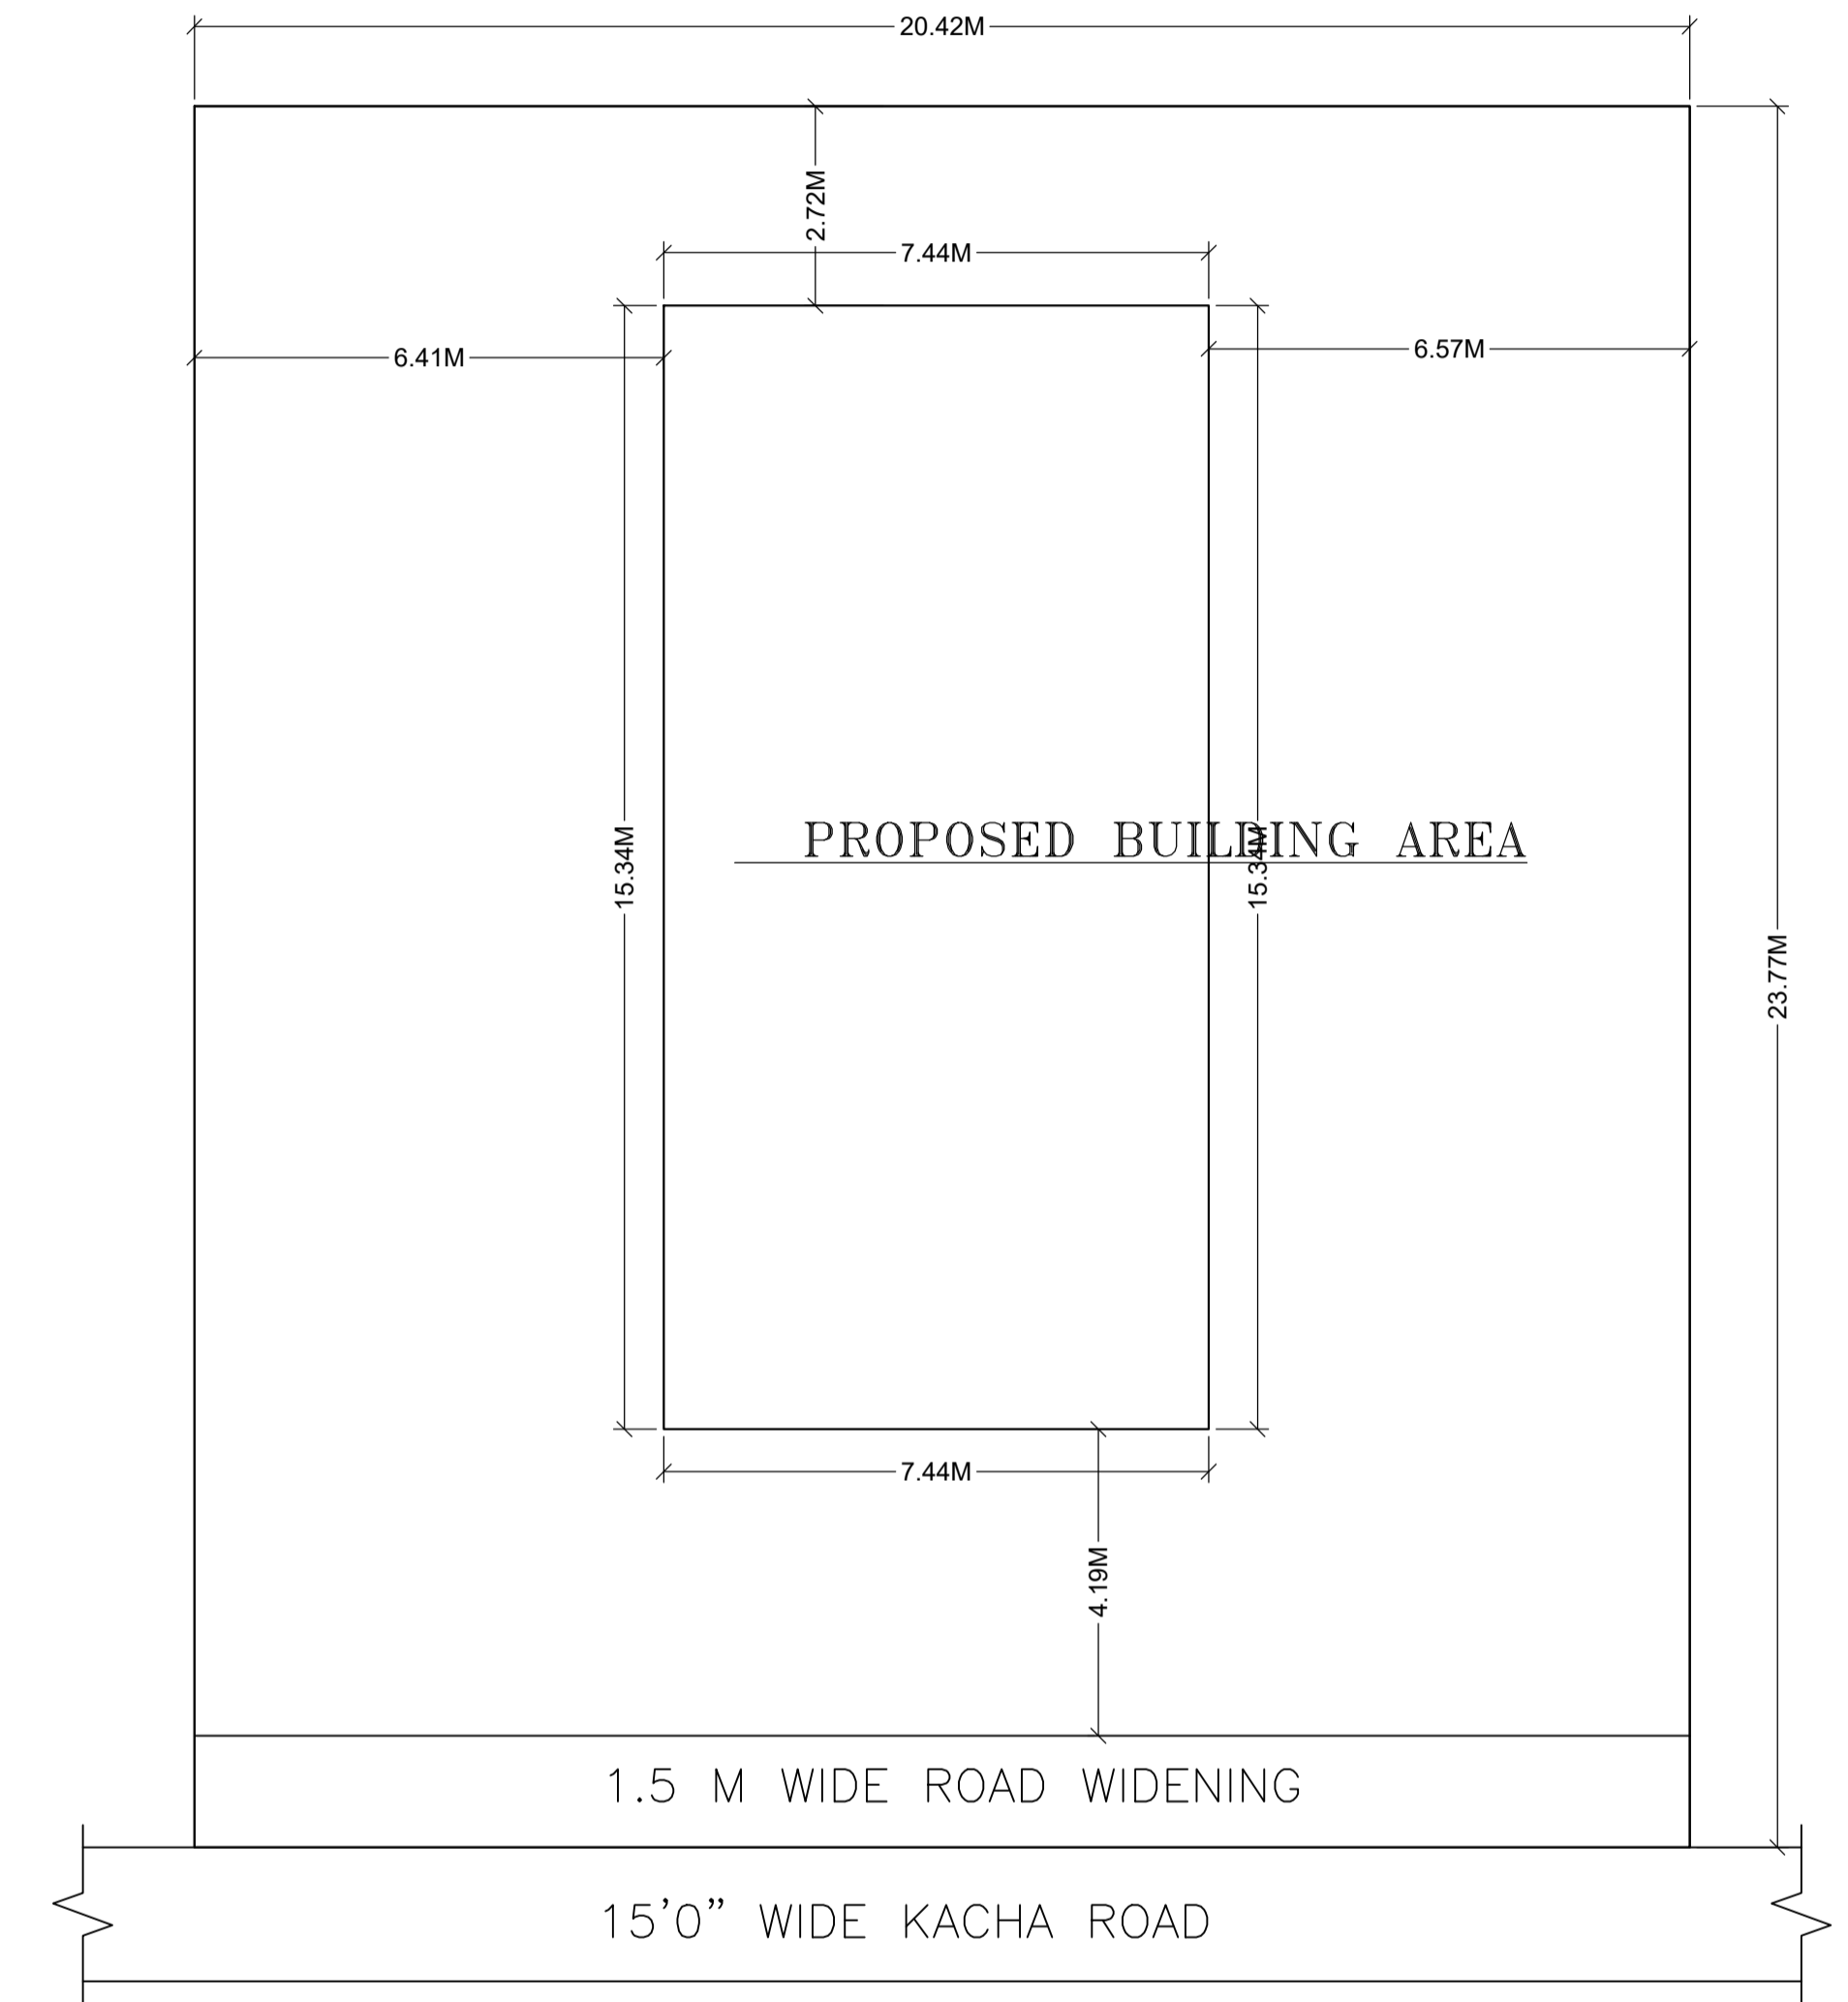 20.42M
2.72M
7.44M
6.41M
6.57M
15.34M
PROPOSED BUILDING AREA
15.34M
23.77M
7.44M
4.19M
1.5 M WIDE ROAD WIDENING
15'0" WIDE KACHA ROAD